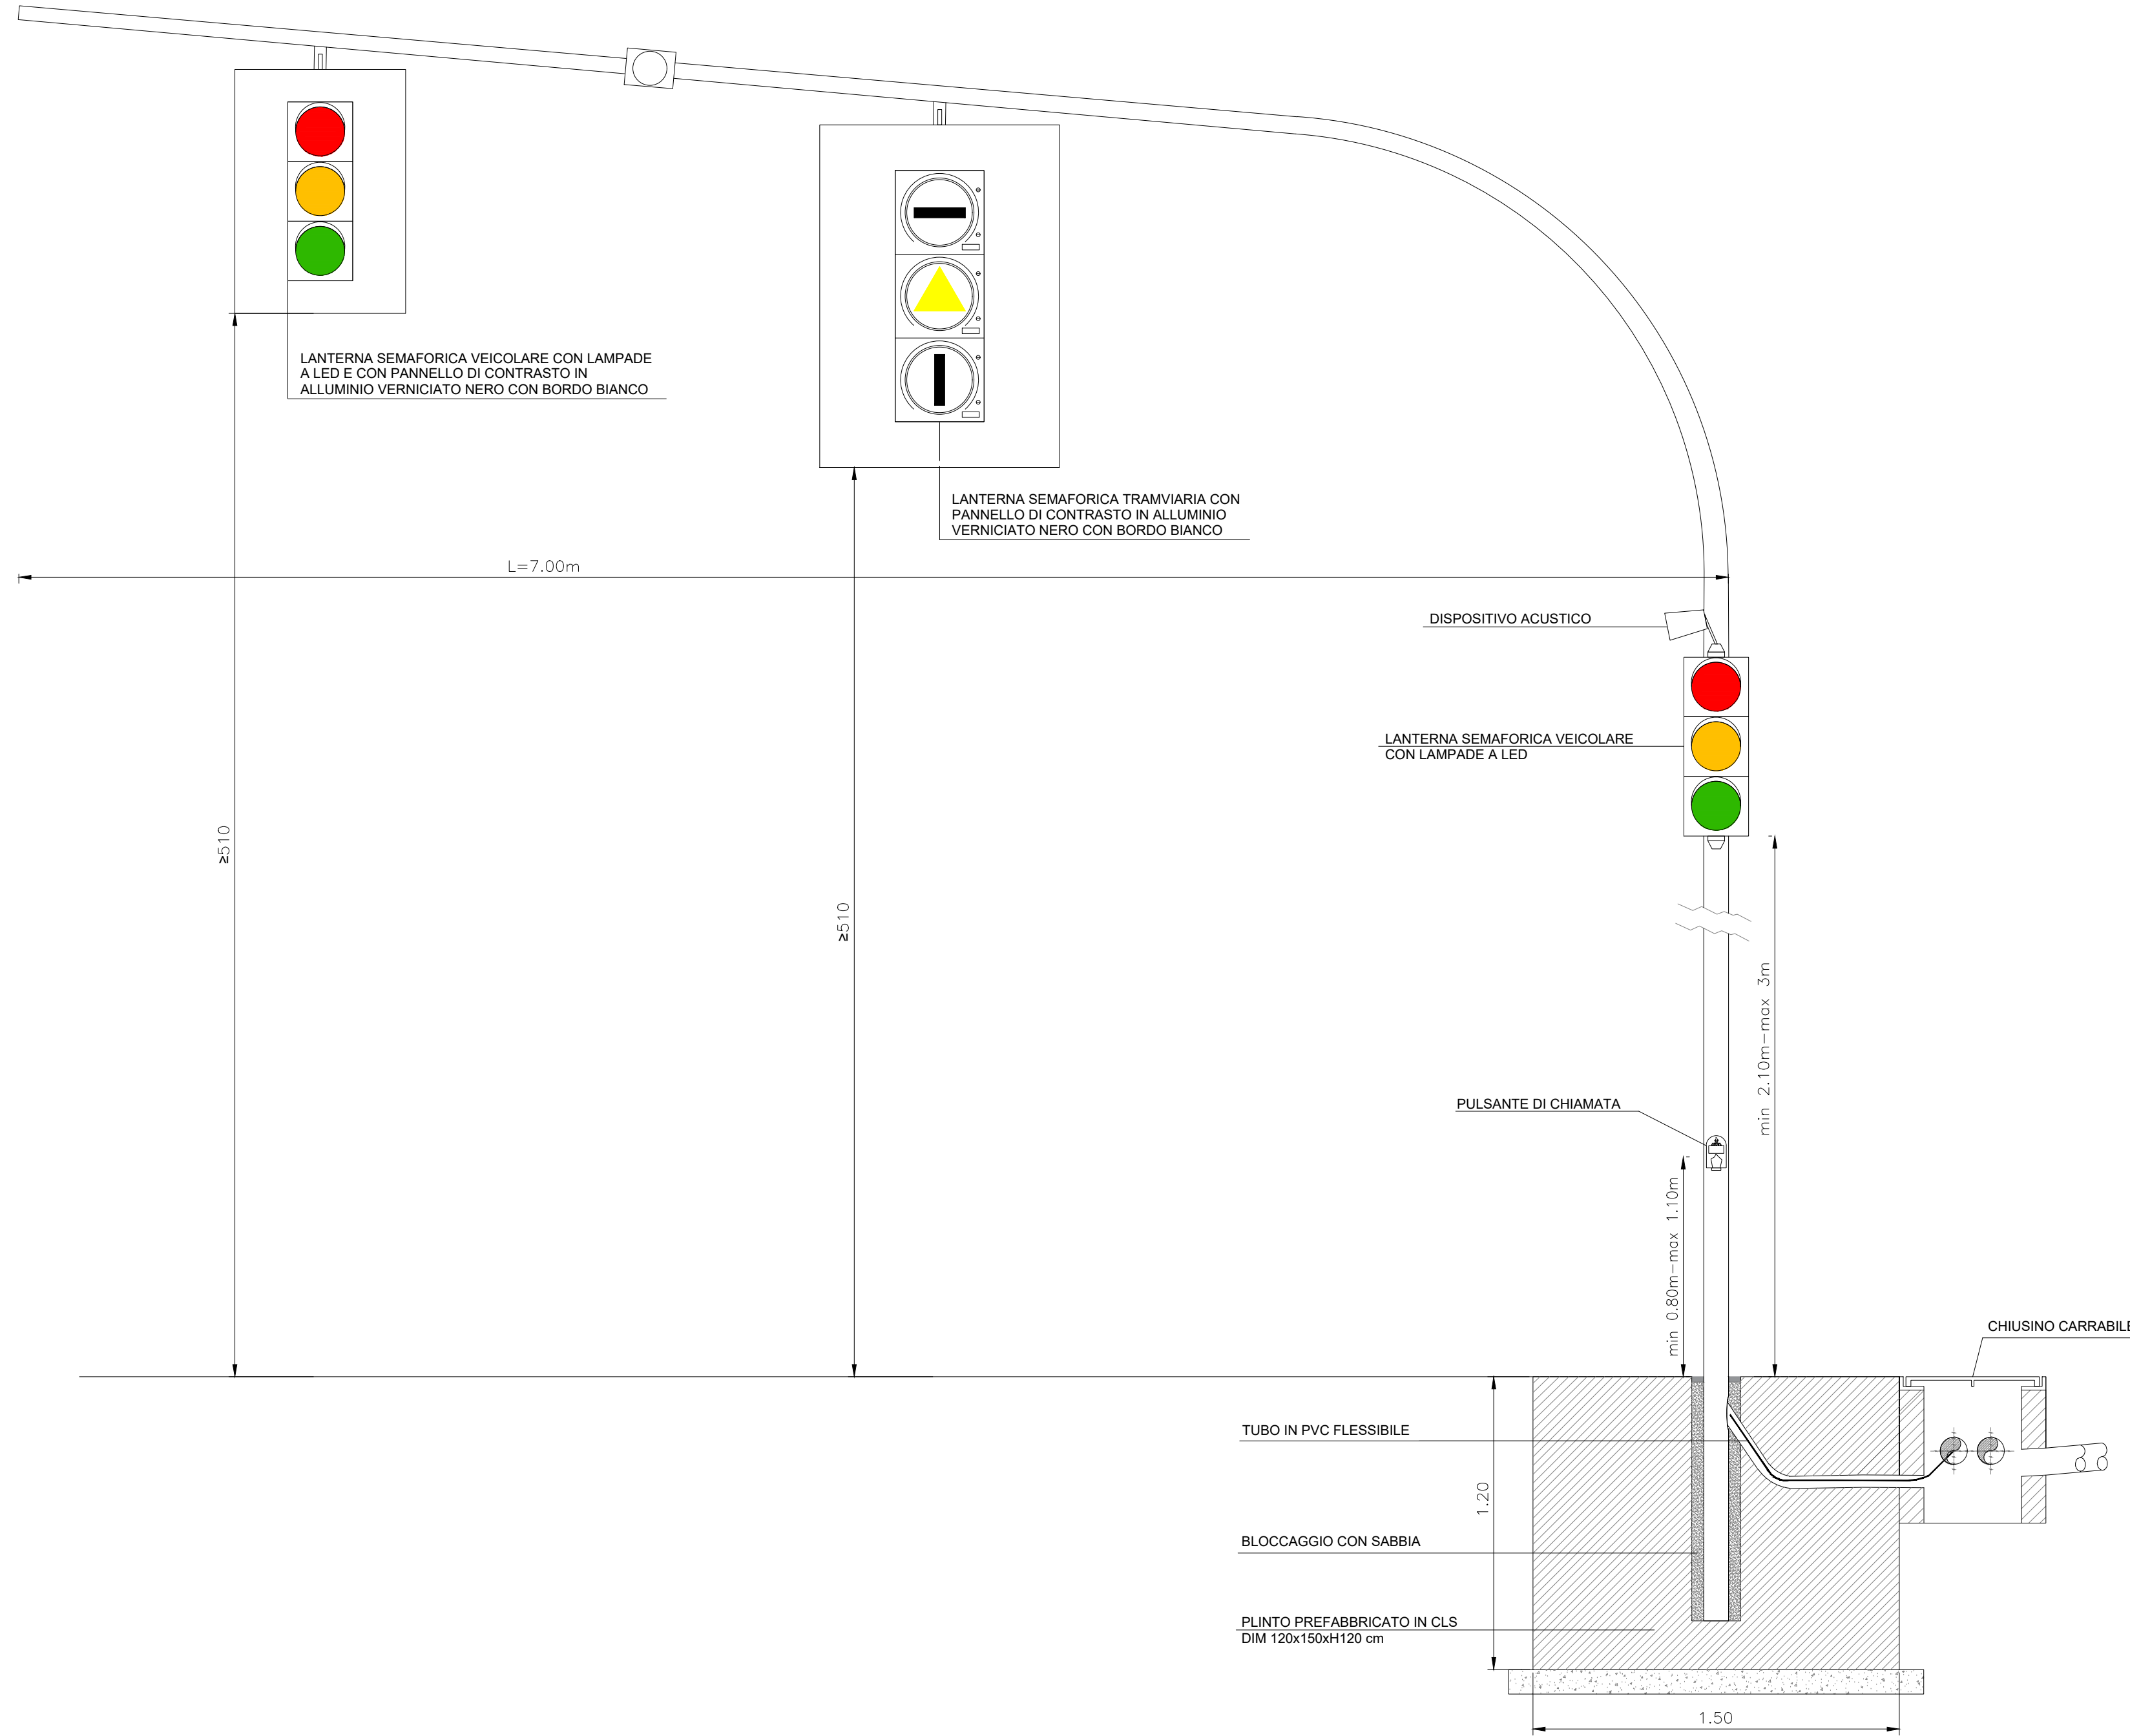 LANTERNA SEMAFORICA VEICOLARE CON LAMPADE
A LED E CON PANNELLO DI CONTRASTO IN
ALLUMINIO VERNICIATO NERO CON BORDO BIANCO
LANTERNA SEMAFORICA TRAMVIARIA CON
PANNELLO DI CONTRASTO IN ALLUMINIO
VERNICIATO NERO CON BORDO BIANCO
L=7.00m
DISPOSITIVO ACUSTICO
LANTERNA SEMAFORICA VEICOLARE
CON LAMPADE A LED
≥510
≥510
min 2.10m-max 3m
PULSANTE DI CHIAMATA
min 0.80m-max 1.10m
CHIUSINO CARRABILE
TUBO IN PVC FLESSIBILE
1.20
BLOCCAGGIO CON SABBIA
PLINTO PREFABBRICATO IN CLS
DIM 120x150xH120 cm
1.50